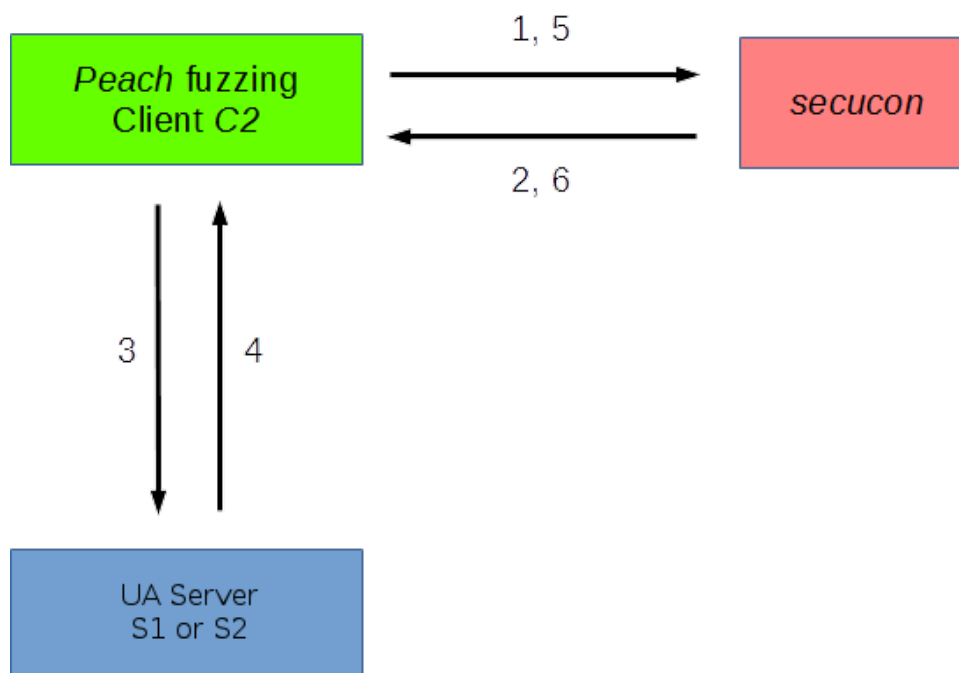 1, 5
Peach fuzzing
Client C2
secucon
2, 6
3
4
UA Server
S1 or S2